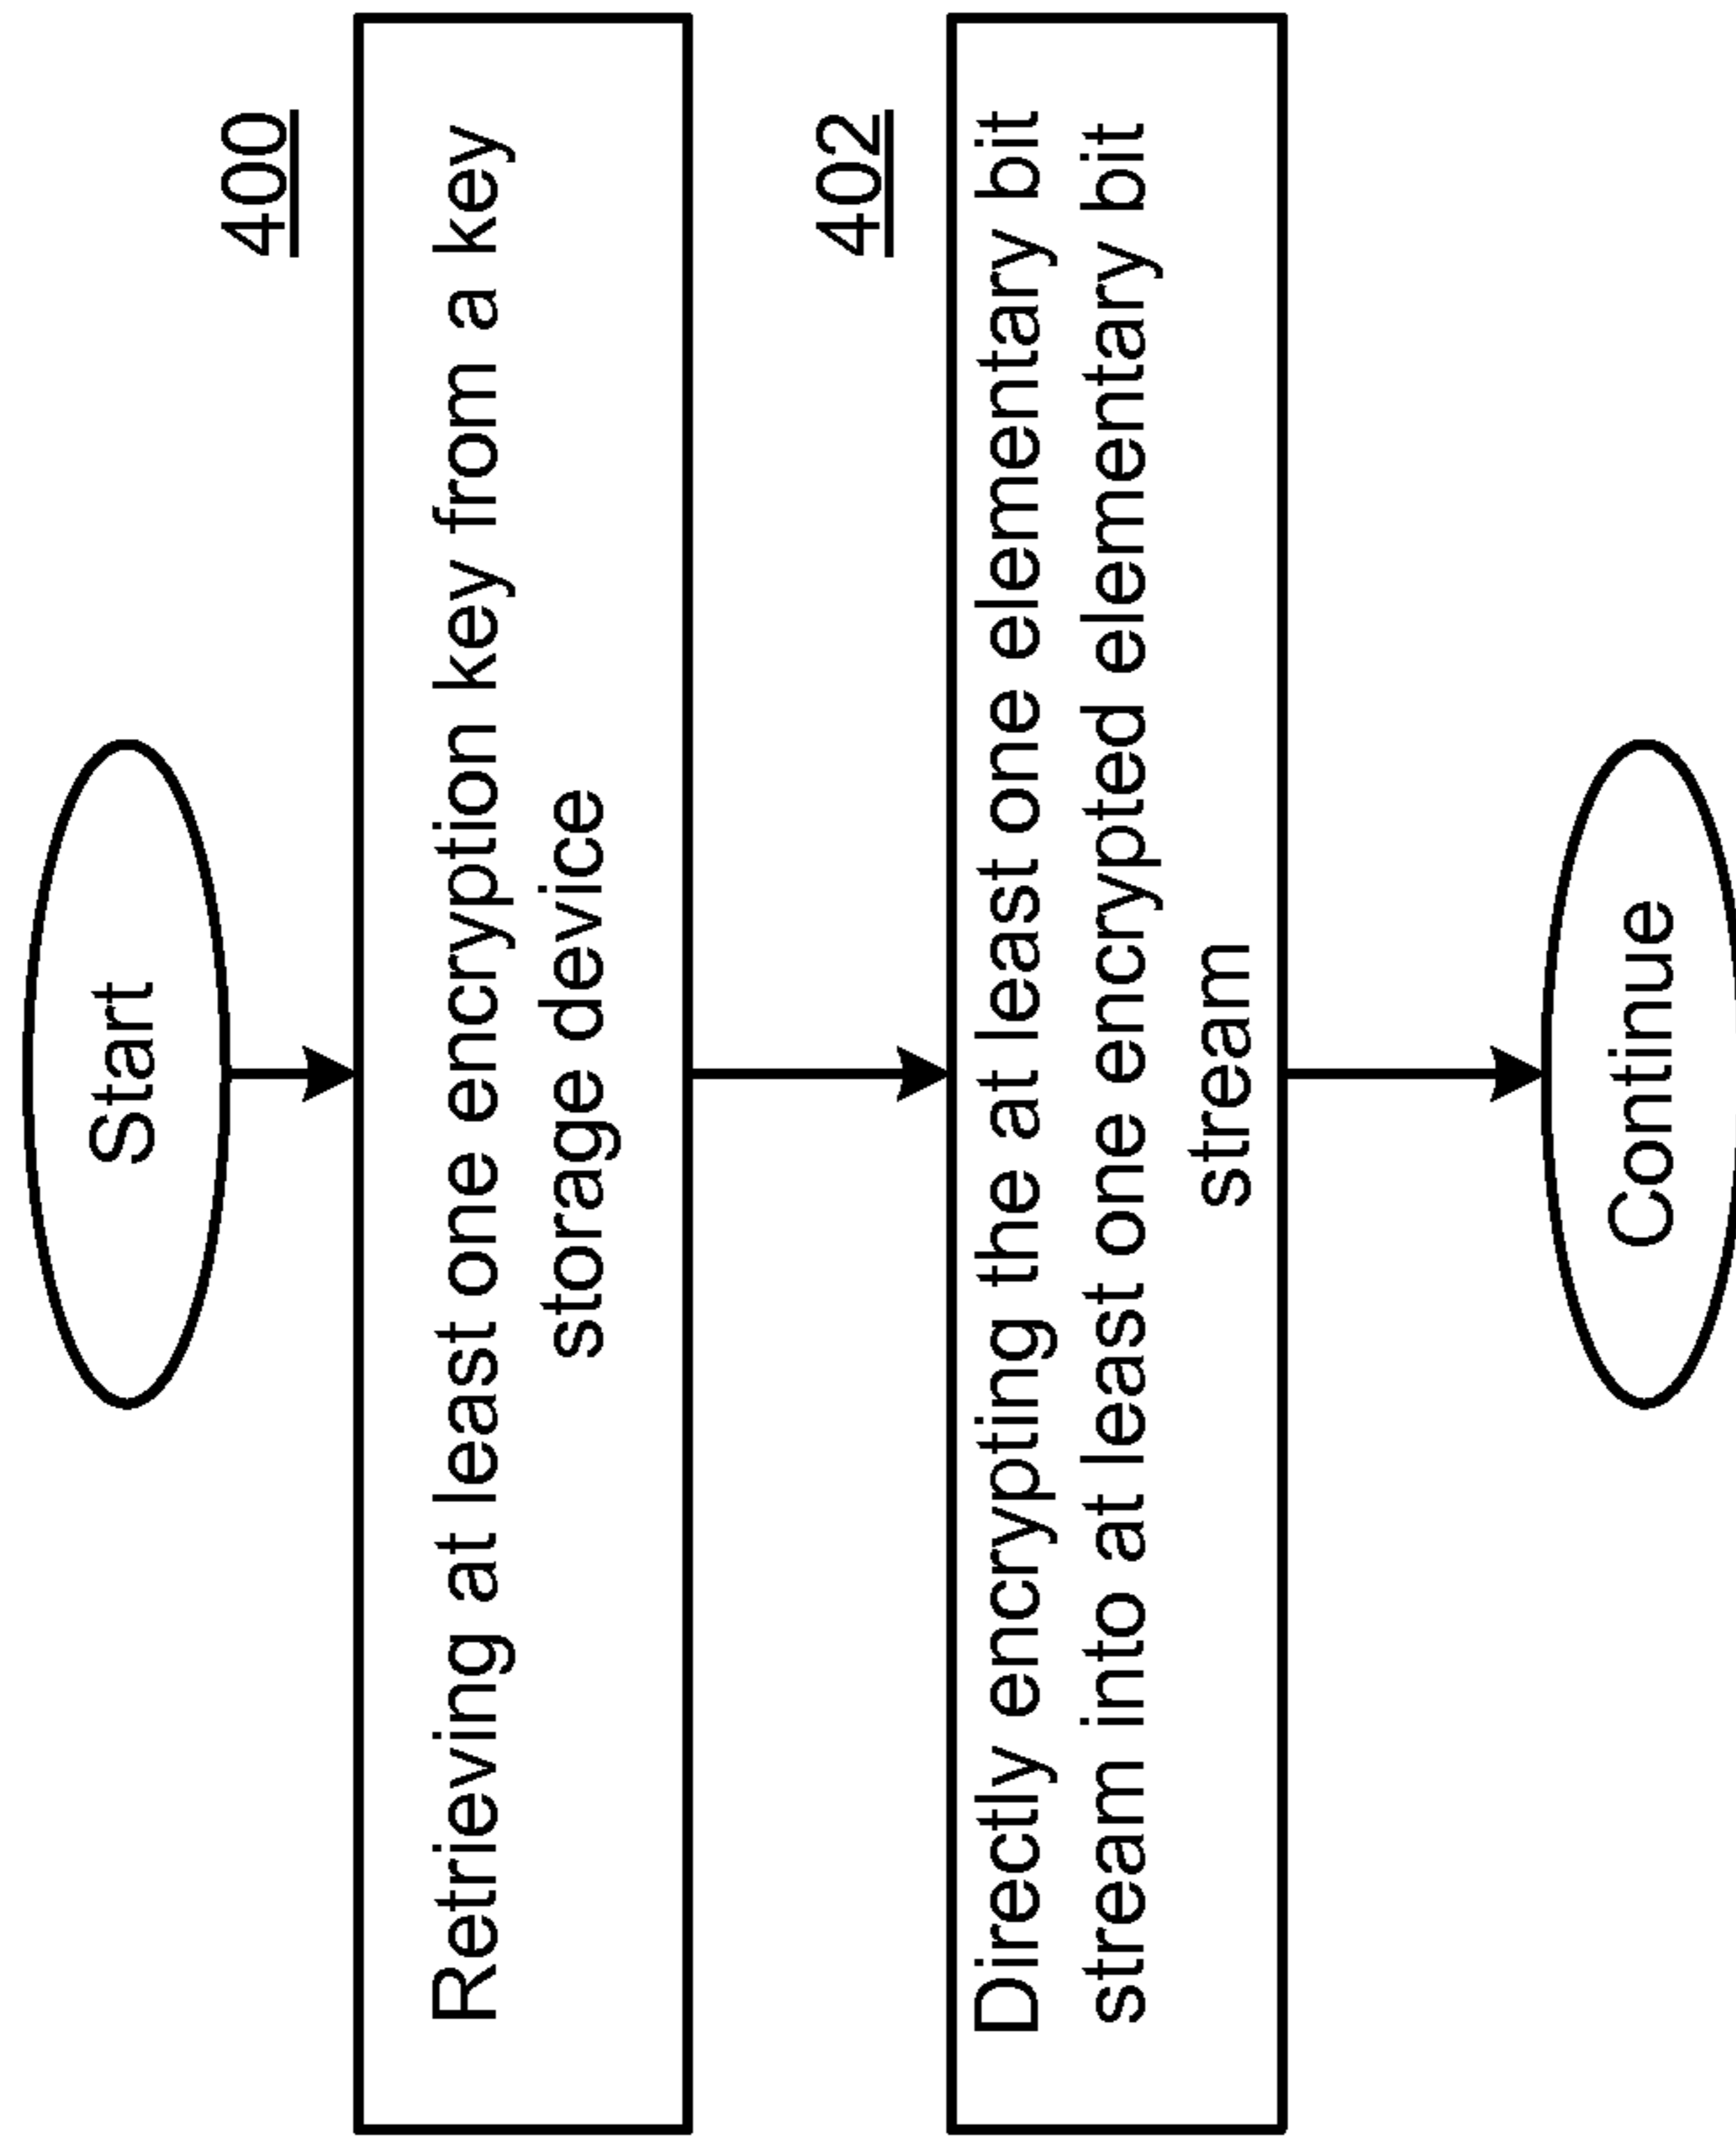 Start
400
Retrieving at least one encryption key from a key
storage device
402
Directly encrypting the at least one elementary bit
stream into at least one encrypted elementary bit
stream
Continue